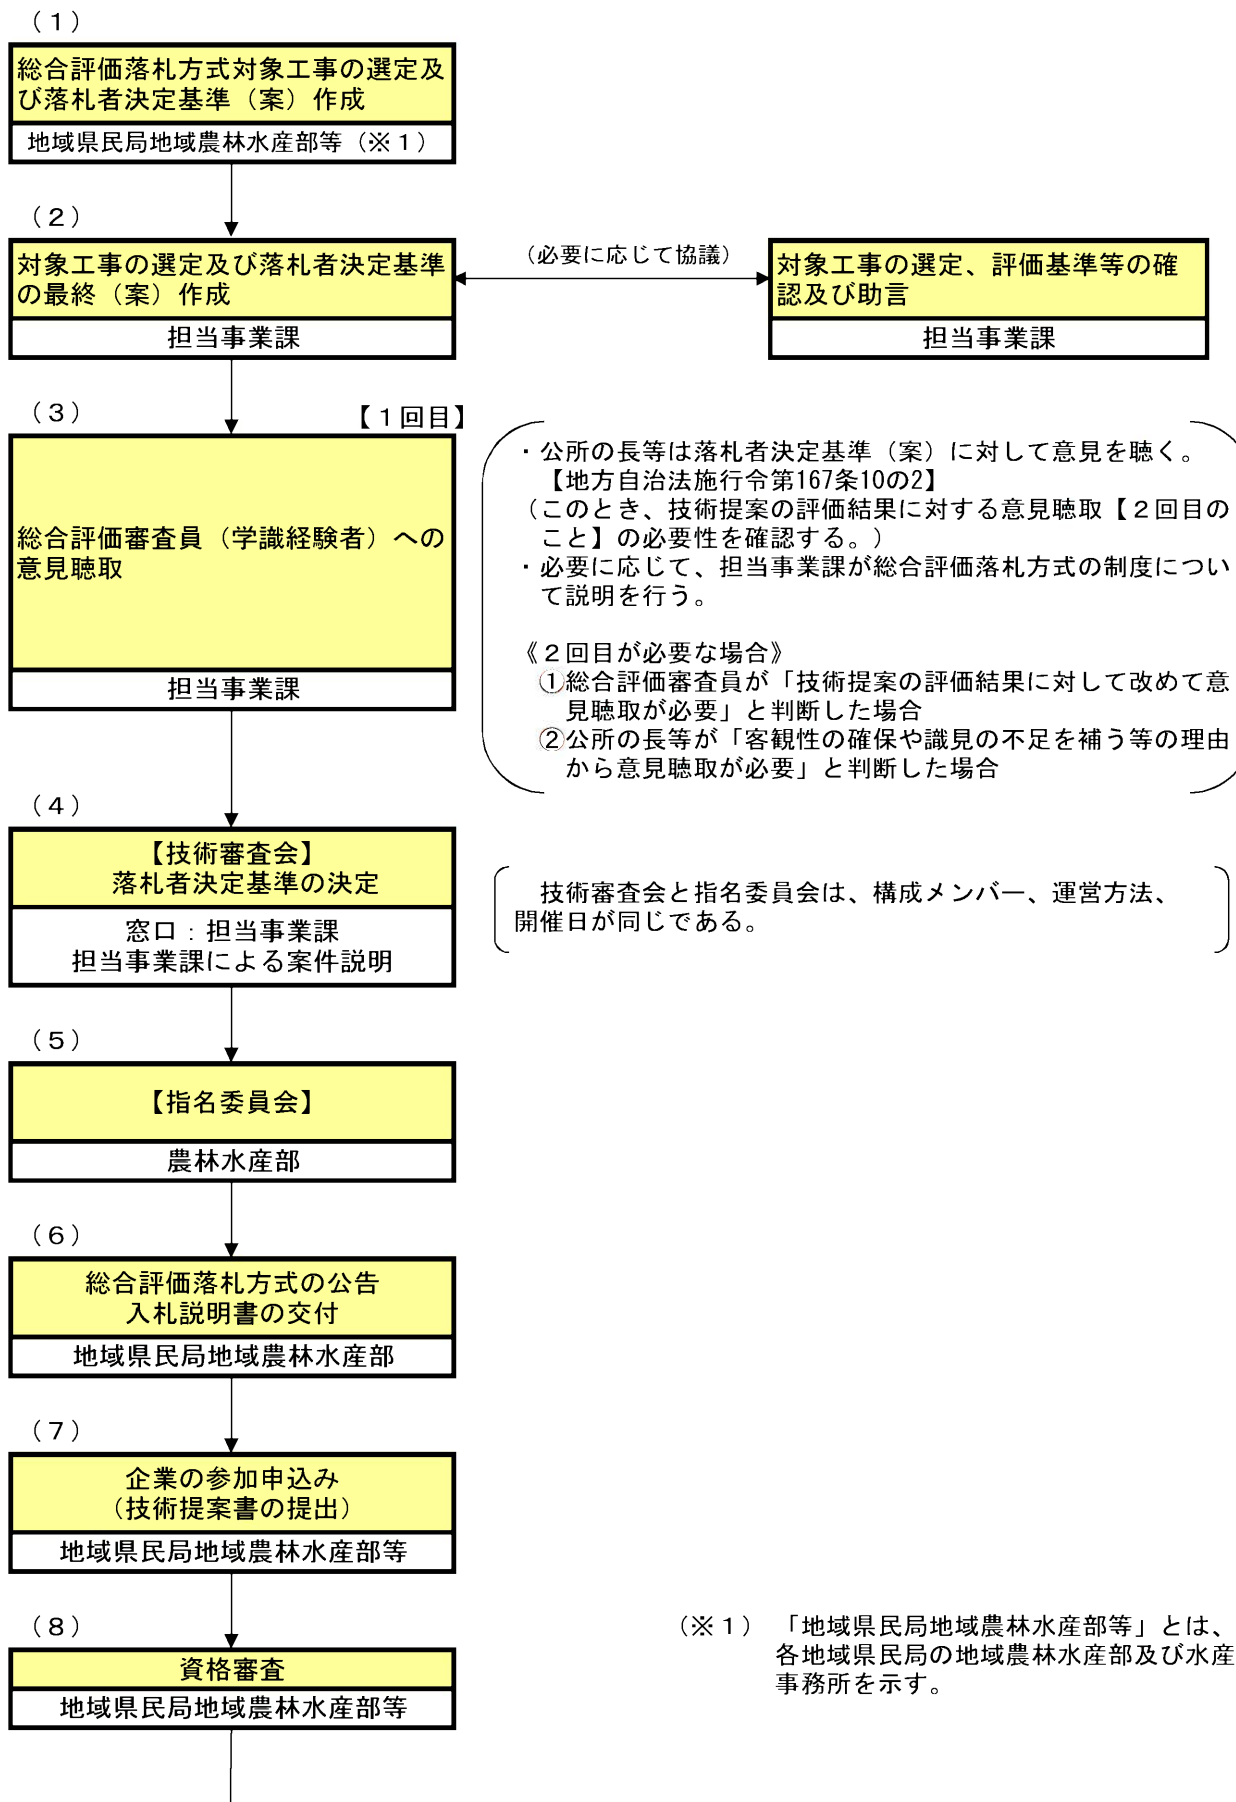 （１）
総合評価落札方式対象工事の選定及
び落札者決定基準（案）作成
地域県民局地域農林水産部等（※１）
（２）
対象工事の選定及び落札者決定基準
の最終（案）作成
担当事業課
（必要に応じて協議）
対象工事の選定、評価基準等の確
認及び助言
担当事業課
（３）
【１回目】
総合評価審査員（学識経験者）への
意見聴取
担当事業課
・公所の長等は落札者決定基準（案）に対して意見を聴く。
【地方自治法施行令第167条10の2】
（このとき、技術提案の評価結果に対する意見聴取【２回目の
こと】の必要性を確認する。）
・必要に応じて、担当事業課が総合評価落札方式の制度につい
て説明を行う。
《２回目が必要な場合》
①総合評価審査員が「技術提案の評価結果に対して改めて意
見聴取が必要」と判断した場合
②公所の長等が「客観性の確保や識見の不足を補う等の理由
から意見聴取が必要」と判断した場合
（４）
【技術審査会】
落札者決定基準の決定
窓口：担当事業課
担当事業課による案件説明
技術審査会と指名委員会は、構成メンバー、運営方法、
開催日が同じである。
（５）
【指名委員会】
農林水産部
（６）
総合評価落札方式の公告
入札説明書の交付
地域県民局地域農林水産部
（７）
企業の参加申込み
（技術提案書の提出）
地域県民局地域農林水産部等
（８）
資格審査
地域県民局地域農林水産部等
（※１）　「地域県民局地域農林水産部等」とは、
各地域県民局の地域農林水産部及び水産
事務所を示す。